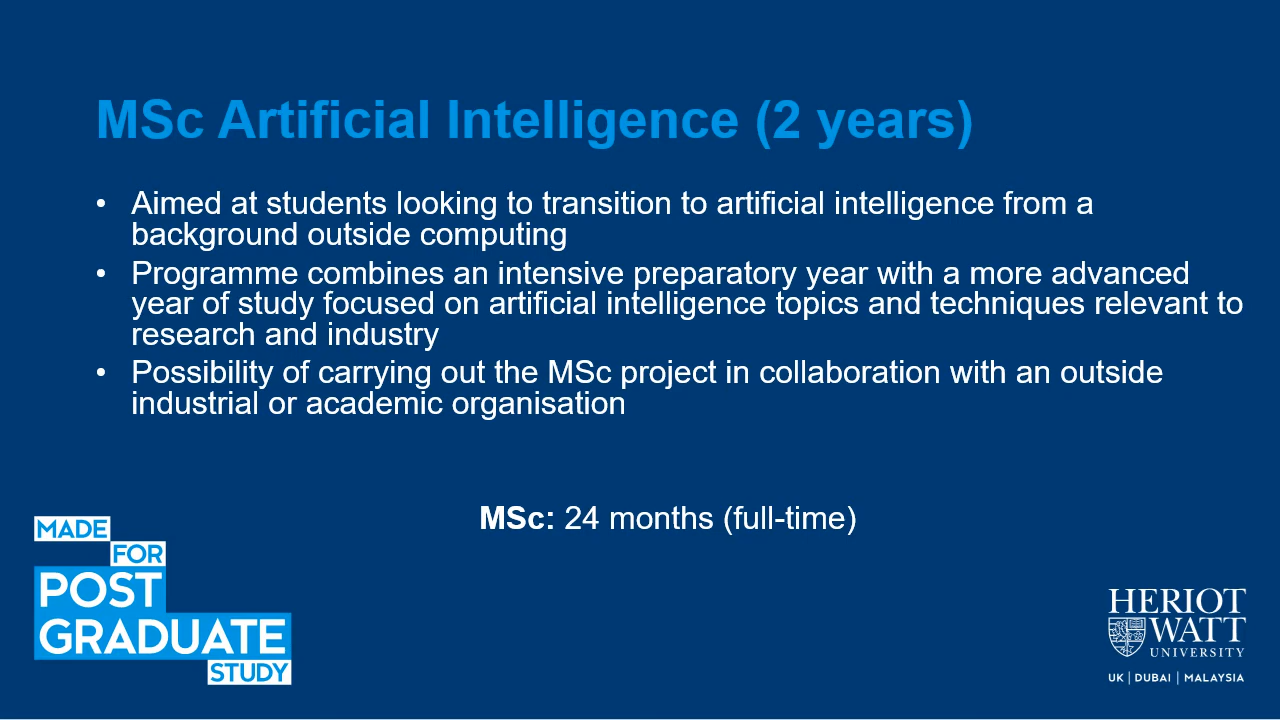 MSc Artificial Intelligence (2 years)
• Aimed at students looking to transition to artificial intelligence from a
background outside computing
• Programme combines an intensive preparatory year with a more advanced
year of study focused on artificial intelligence topics and techniques relevant to
research and industry
• Possibility of carrying out the MSc project in collaboration with an outside
industrial or academic organisation
MSc: 24 months (full-time)
MADE
FOR
POST
GRADUATE
STUDY
HERIOT
WATT
UNIVERSITY
UK | DUBAI | MALAYSIA